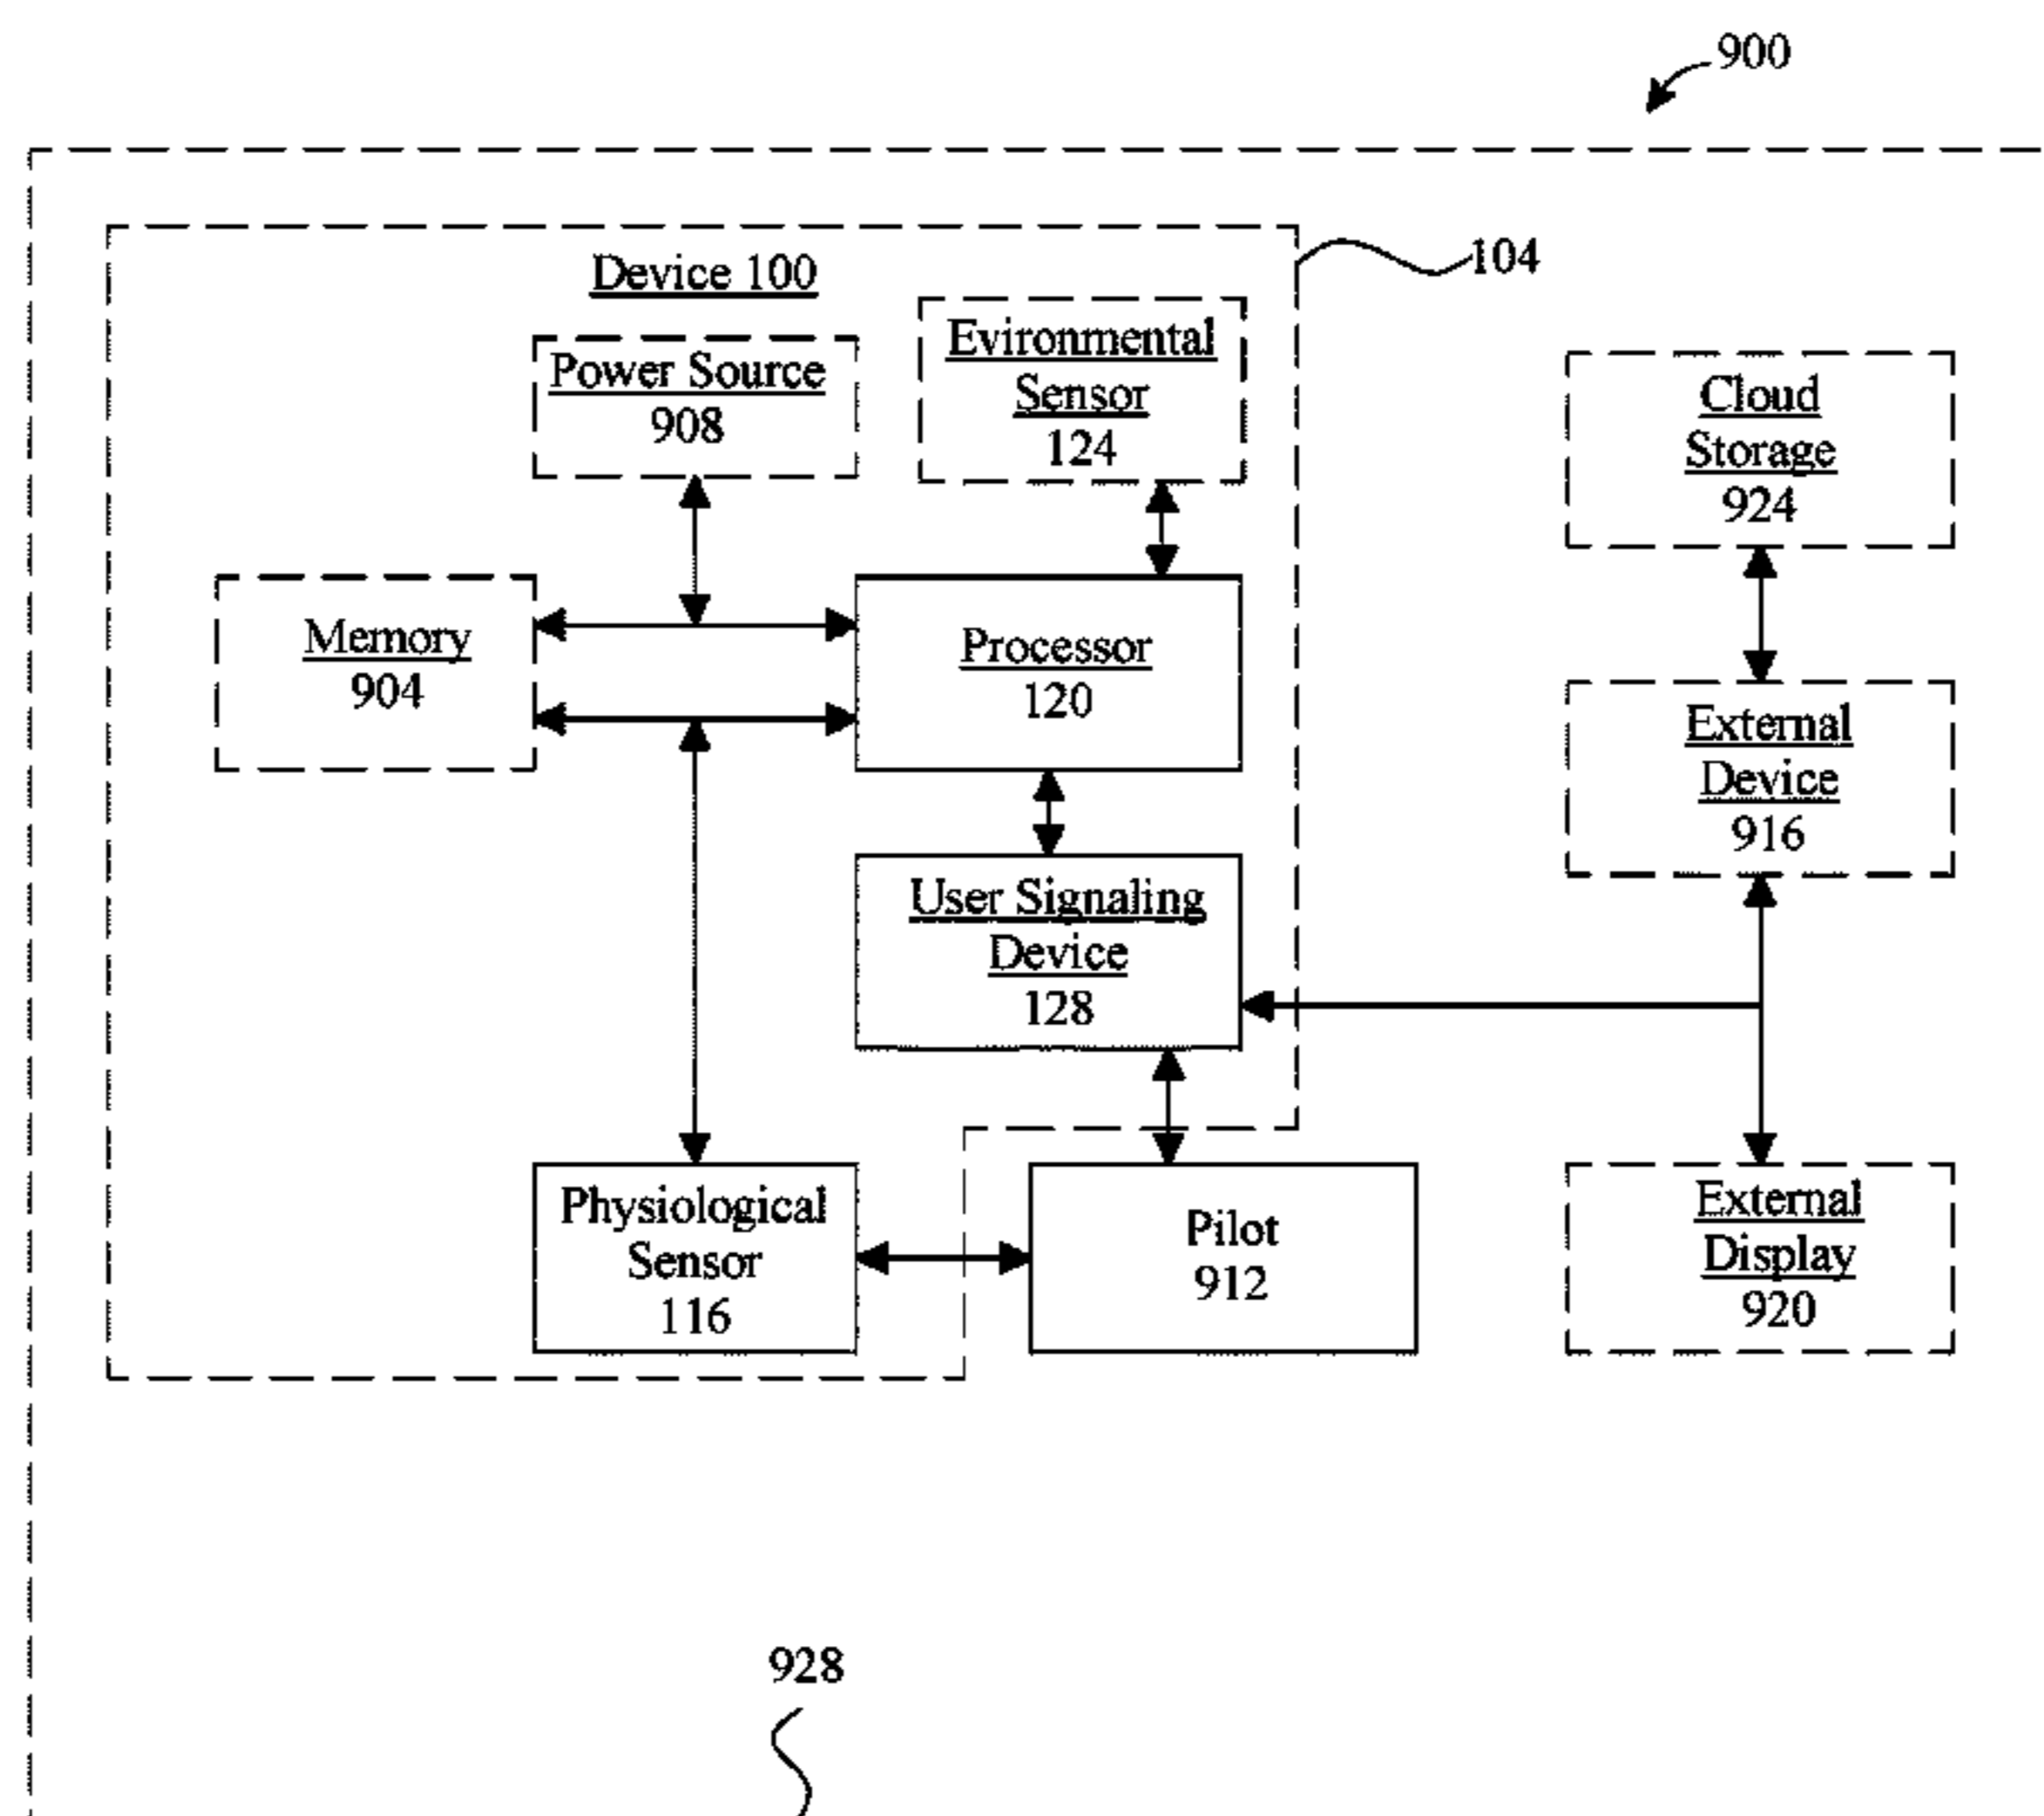 900
104
Device 100
Power Source
908
Evironmental
Sensor
124
Cloud
Storage
924
Memory
904
Processor
120
External
Device
916
User Signaling
Device
128
Physiological
Sensor
116
Pilot
912
External
Display
920
928